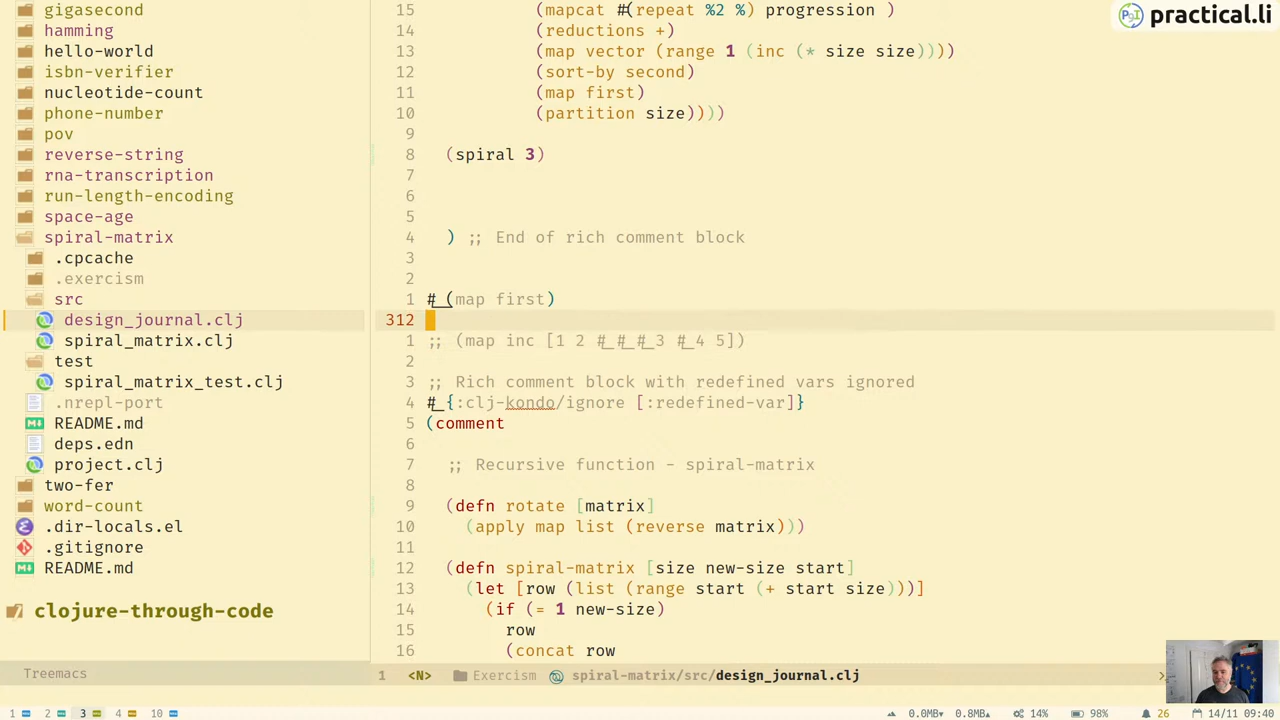 gigasecond
hamming
hello-world
isbn-verifier
nucleotide-count
phone-number
pov
reverse-string
rna-transcription
run-length-encoding
space-age
spiral-matrix
.cpcache
.exercism
src
design_journal.clj
spiral_matrix.clj
test
spiral_matrix_test.clj
.nrepl-port
README.md
deps.edn
project.clj
two-fer
word-count
.dir-locals.el
.gitignore
README.md
clojure-through-code
Treemacs
15 (mapcat #(repeat %2 %) progression )
14 (reductions +)
13 (map vector (range 1 (inc (* size size))))
12 (sort-by second)
11 (map first)
10 (partition size))))
9
8 (spiral 3)
7
6
5
4 ) ;; End of rich comment block
3
2
1 #_(map first)
312
1 ;; (map inc [1 2 #_#_#_3 #_4 5])
2
3 ;; Rich comment block with redefined vars ignored
4 #_{:clj-kondo/ignore [:redefined-var]}
5 (comment
6
7 ;; Recursive function - spiral-matrix
8
9 (defn rotate [matrix]
10 (apply map list (reverse matrix)))
11
12 (defn spiral-matrix [size new-size start]
13 (let [row (list (range start (+ start size)))]
14 (if (= 1 new-size)
15 row
16 (concat row
practical.li
1 <N> Exercism spiral-matrix/src/design_journal.clj
1 2 3 4 10 0.0MB 0.8MB 14% 98% 26 14/11 09:40